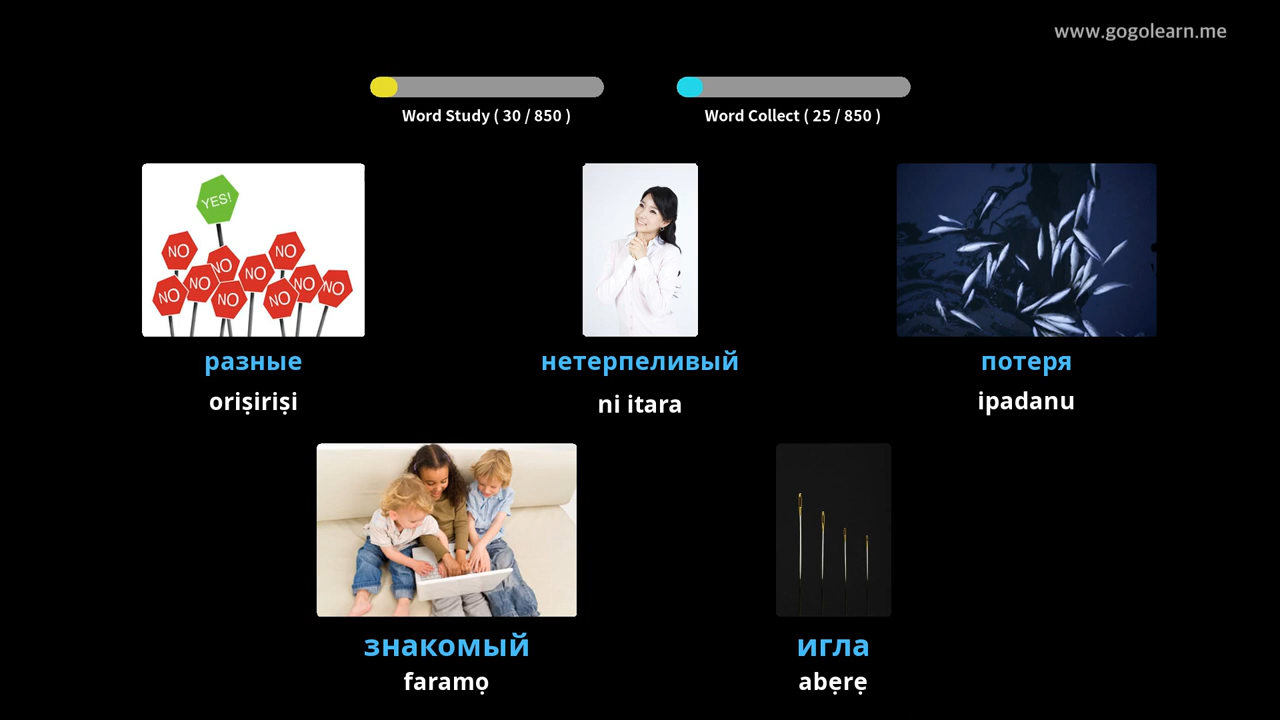 www.gogolearn.me
Word Study ( 30 / 850 )
Word Collect ( 25 / 850 )
YES!
NO
NO
NO
NO
NO
NO
NO
NO
NO
NO
разные
oriṣiriṣi
нетерпеливый
ni itara
потеря
ipadanu
знакомый
faramọ
игла
abẹrẹ